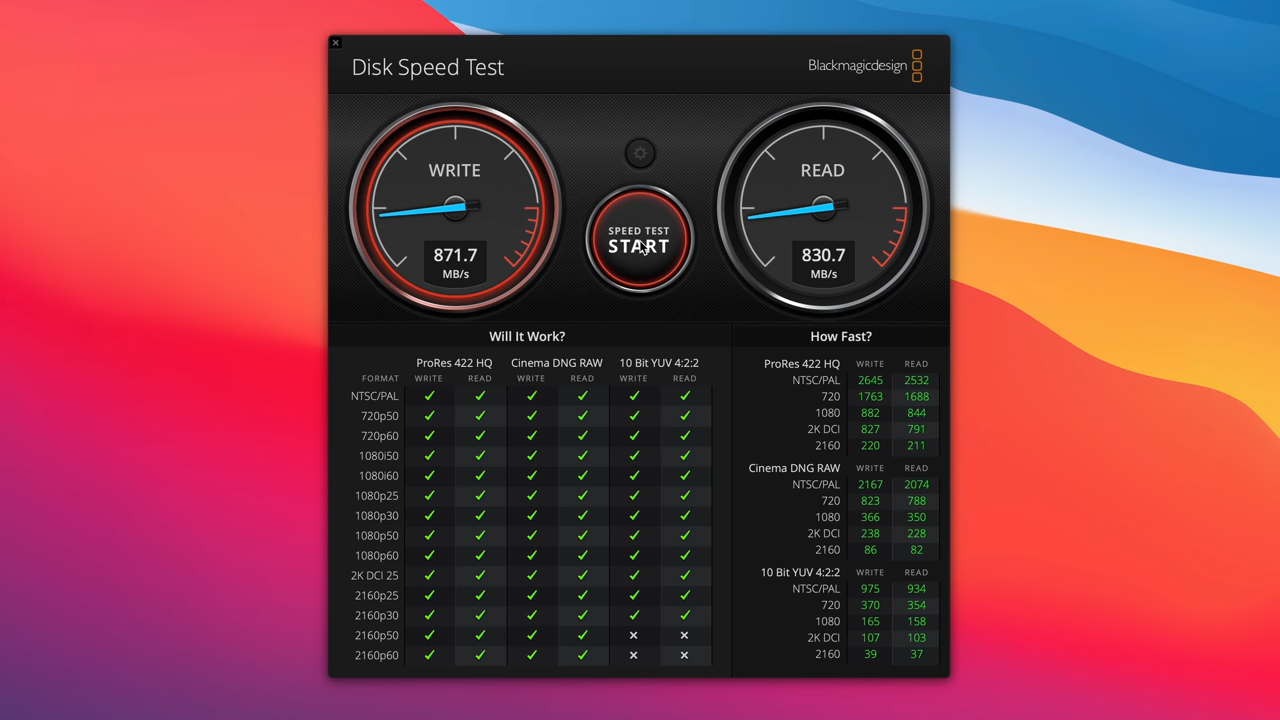 Disk Speed Test
Blackmagicdesign
WRITE
871.7
MB/s
SPEED TEST
START
READ
830.7
MB/s
Will It Work?
ProRes 422 HQ Cinema DNG RAW 10 Bit YUV 4:2:2
FORMAT WRITE READ WRITE READ WRITE READ
NTSC/PAL ✓ ✓ ✓ ✓ ✓ ✓
720p50 ✓ ✓ ✓ ✓ ✓ ✓
720p60 ✓ ✓ ✓ ✓ ✓ ✓
1080i50 ✓ ✓ ✓ ✓ ✓ ✓
1080i60 ✓ ✓ ✓ ✓ ✓ ✓
1080p25 ✓ ✓ ✓ ✓ ✓ ✓
1080p30 ✓ ✓ ✓ ✓ ✓ ✓
1080p50 ✓ ✓ ✓ ✓ ✓ ✓
1080p60 ✓ ✓ ✓ ✓ ✓ ✓
2K DCI 25 ✓ ✓ ✓ ✓ ✓ ✓
2160p25 ✓ ✓ ✓ ✓ ✓ ✓
2160p30 ✓ ✓ ✓ ✓ ✓ ✓
2160p50 ✓ ✓ ✓ ✓ ✕ ✕
2160p60 ✓ ✓ ✓ ✓ ✕ ✕
How Fast?
ProRes 422 HQ WRITE READ
NTSC/PAL 2645 2532
720 1763 1688
1080 882 844
2K DCI 827 791
2160 220 211
Cinema DNG RAW WRITE READ
NTSC/PAL 2167 2074
720 823 788
1080 366 350
2K DCI 238 228
2160 86 82
10 Bit YUV 4:2:2 WRITE READ
NTSC/PAL 975 934
720 370 354
1080 165 158
2K DCI 107 103
2160 39 37